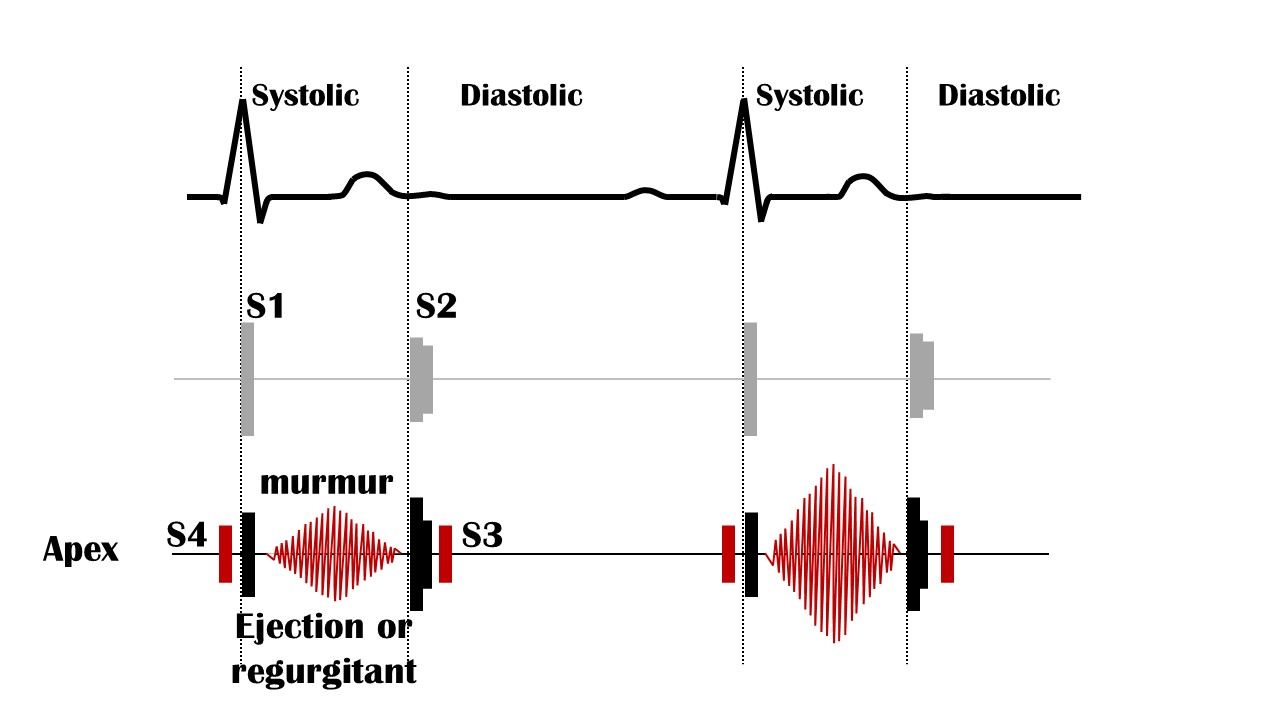 Systolic
Diastolic
Systolic
Diastolic
S1
S2
murmur
S4
S3
Apex
Ejection or
regurgitant